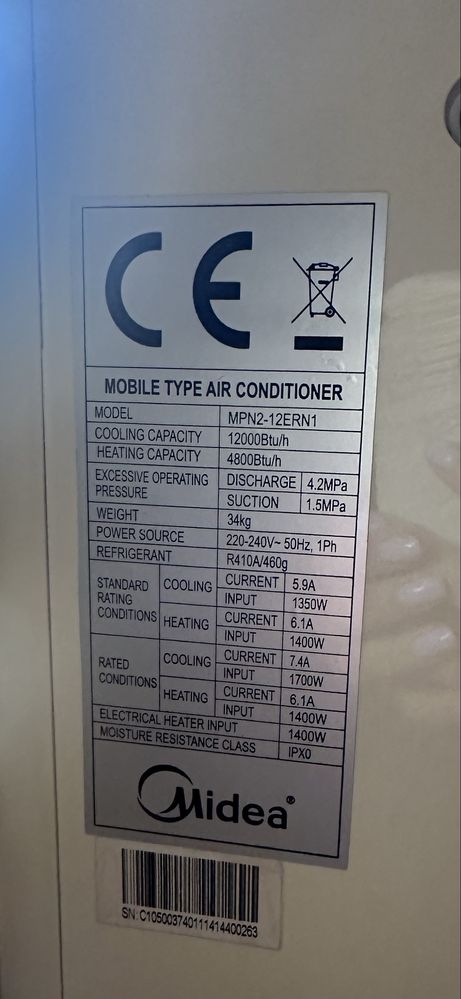 CE
MOBILE TYPE AIR CONDITIONER
MODEL MPN2-12ERN1
COOLING CAPACITY 12000Btu/h
HEATING CAPACITY 4800Btu/h
EXCESSIVE OPERATING PRESSURE DISCHARGE 4.2MPa
SUCTION 1.5MPa
WEIGHT 34kg
POWER SOURCE 220-240V~ 50Hz, 1Ph
REFRIGERANT R410A/460g
STANDARD RATING CONDITIONS COOLING CURRENT 5.9A
INPUT 1350W
HEATING CURRENT 6.1A
INPUT 1400W
RATED CONDITIONS COOLING CURRENT 7.4A
INPUT 1700W
HEATING CURRENT 6.1A
INPUT 1400W
ELECTRICAL HEATER INPUT 1400W
MOISTURE RESISTANCE CLASS IPX0
Midea®
SN: C105003740111414400263